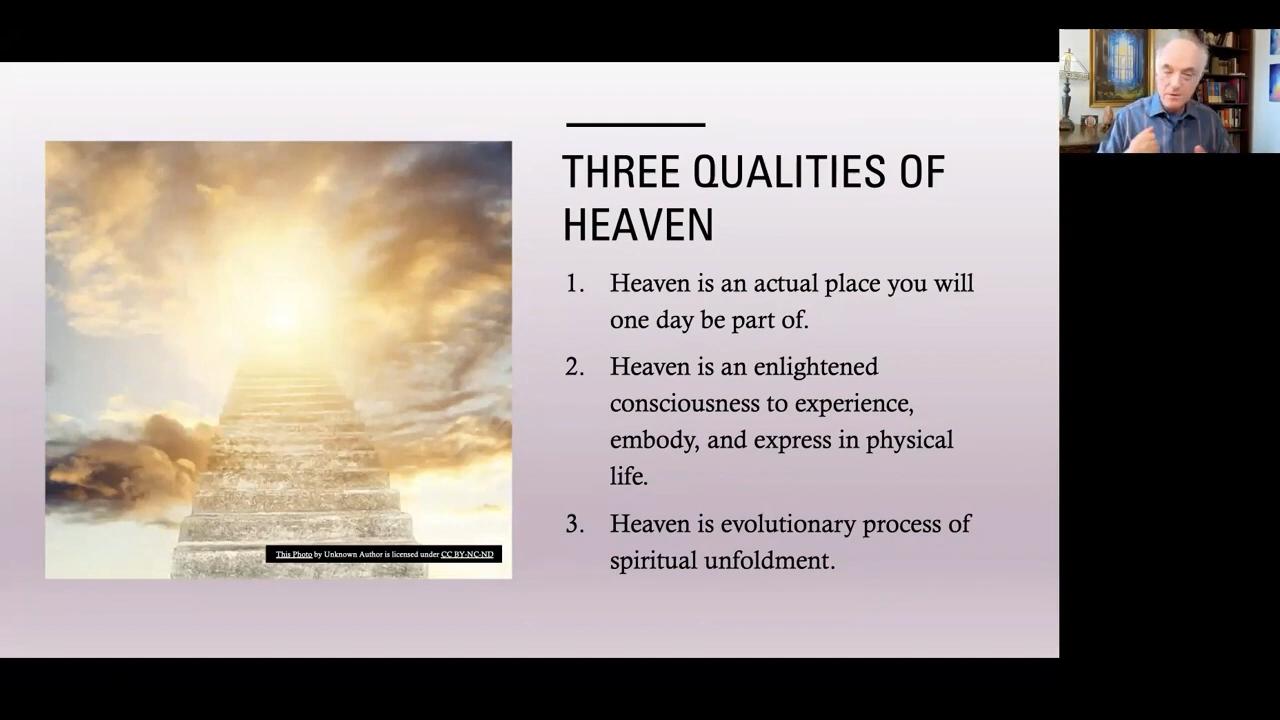 THREE QUALITIES OF
HEAVEN
1. Heaven is an actual place you will
one day be part of.
2. Heaven is an enlightened
consciousness to experience,
embody, and express in physical
life.
3. Heaven is evolutionary process of
spiritual unfoldment.
This Photo by Unknown Author is licensed under CC BY-NC-ND